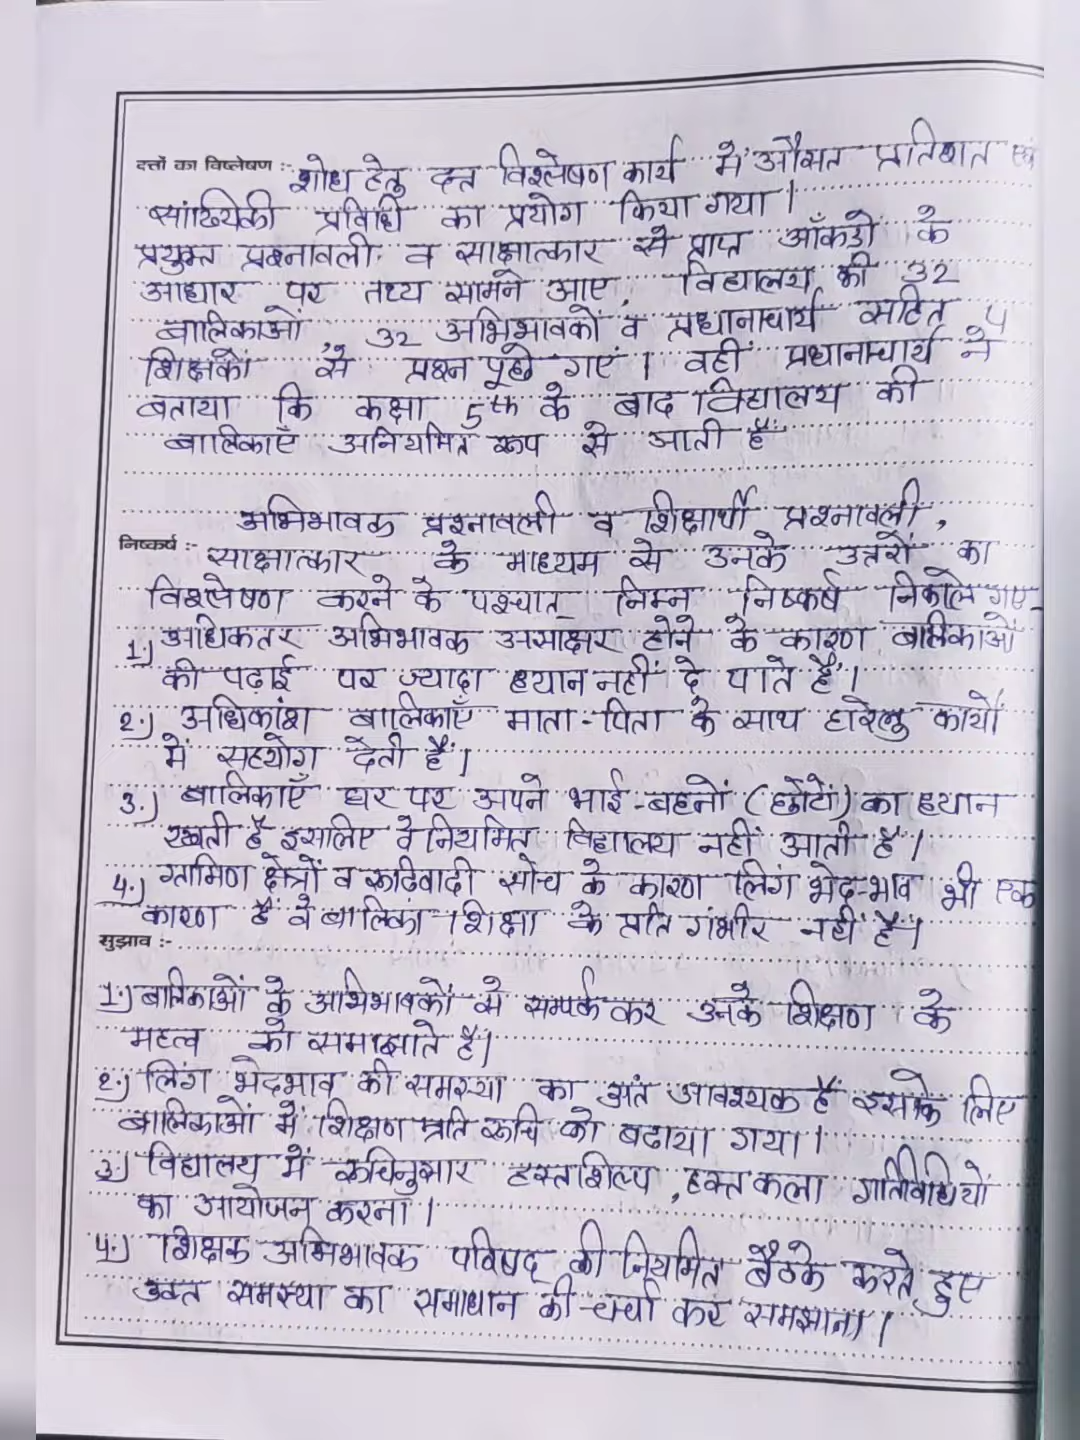 दत्तों का विष्लेषण :- शोध हेतु दत्त विश्लेषण कार्य में औसत प्रतिशत एवं
सांख्यिकी प्रविधि का प्रयोग किया गया।
प्रयुक्त प्रश्नावली व साक्षात्कार से प्राप्त आँकडो के
आधार पर तथ्य सामने आए, विद्यालय की 32
बालिकाओं, 32 अभिभावकों व प्रधानाचार्य सहित 4
शिक्षकों से प्रश्न पूछे गएं। वहीं प्रधानाचार्य ने
बताया कि कक्षा 5th के बाद विद्यालय की
बालिकाएँ अनियमित रूप से आती हैं
अभिभावक प्रश्नावली व शिक्षार्थी प्रश्नावली,
निष्कर्ष :- साक्षात्कार के माध्यम से उनके उत्तरों का
विश्लेषण करने के पश्चात् निम्न निष्कर्ष निकाले गए-
1.) अधिकतर अभिभावक असाक्षर होने के कारण बालिकाओं
की पढ़ाई पर ज्यादा ध्यान नहीं दे पाते हैं।
2.) अधिकांश बालिकाएँ माता-पिता के साथ घरेलु कार्यों
में सहयोग देती हैं।
3.) बालिकाएँ घर पर अपने भाई-बहनों (छोटों) का ध्यान
रखती है इसलिए वे नियमित विद्यालय नहीं आती हैं।
4.) ग्रामिण क्षेत्रों व रूढिवादी सोच के कारण लिंग भेद-भाव भी एक
कारण है वे बालिका शिक्षा के प्रति गंभीर नहीं है।
सुझाव :-
1.) बालिकाओं के अभिभावकों से सम्पर्क कर उनके शिक्षण के
महत्व को समाझाते हैं।
2.) लिंग भेदभाव की समस्या का अंत आवश्यक हैं इसके लिए
बालिकाओं में शिक्षण प्रति रूचि को बढाया गया।
3.) विद्यालय में रूचिनुसार हस्तशिल्प, हस्तकला गतिविधियों
का आयोजन करना।
4.) शिक्षक अभिभावक परिषद् की नियमित बैठके करते हुए
उक्त समस्या का समाधान की चर्चा कर समझाना।